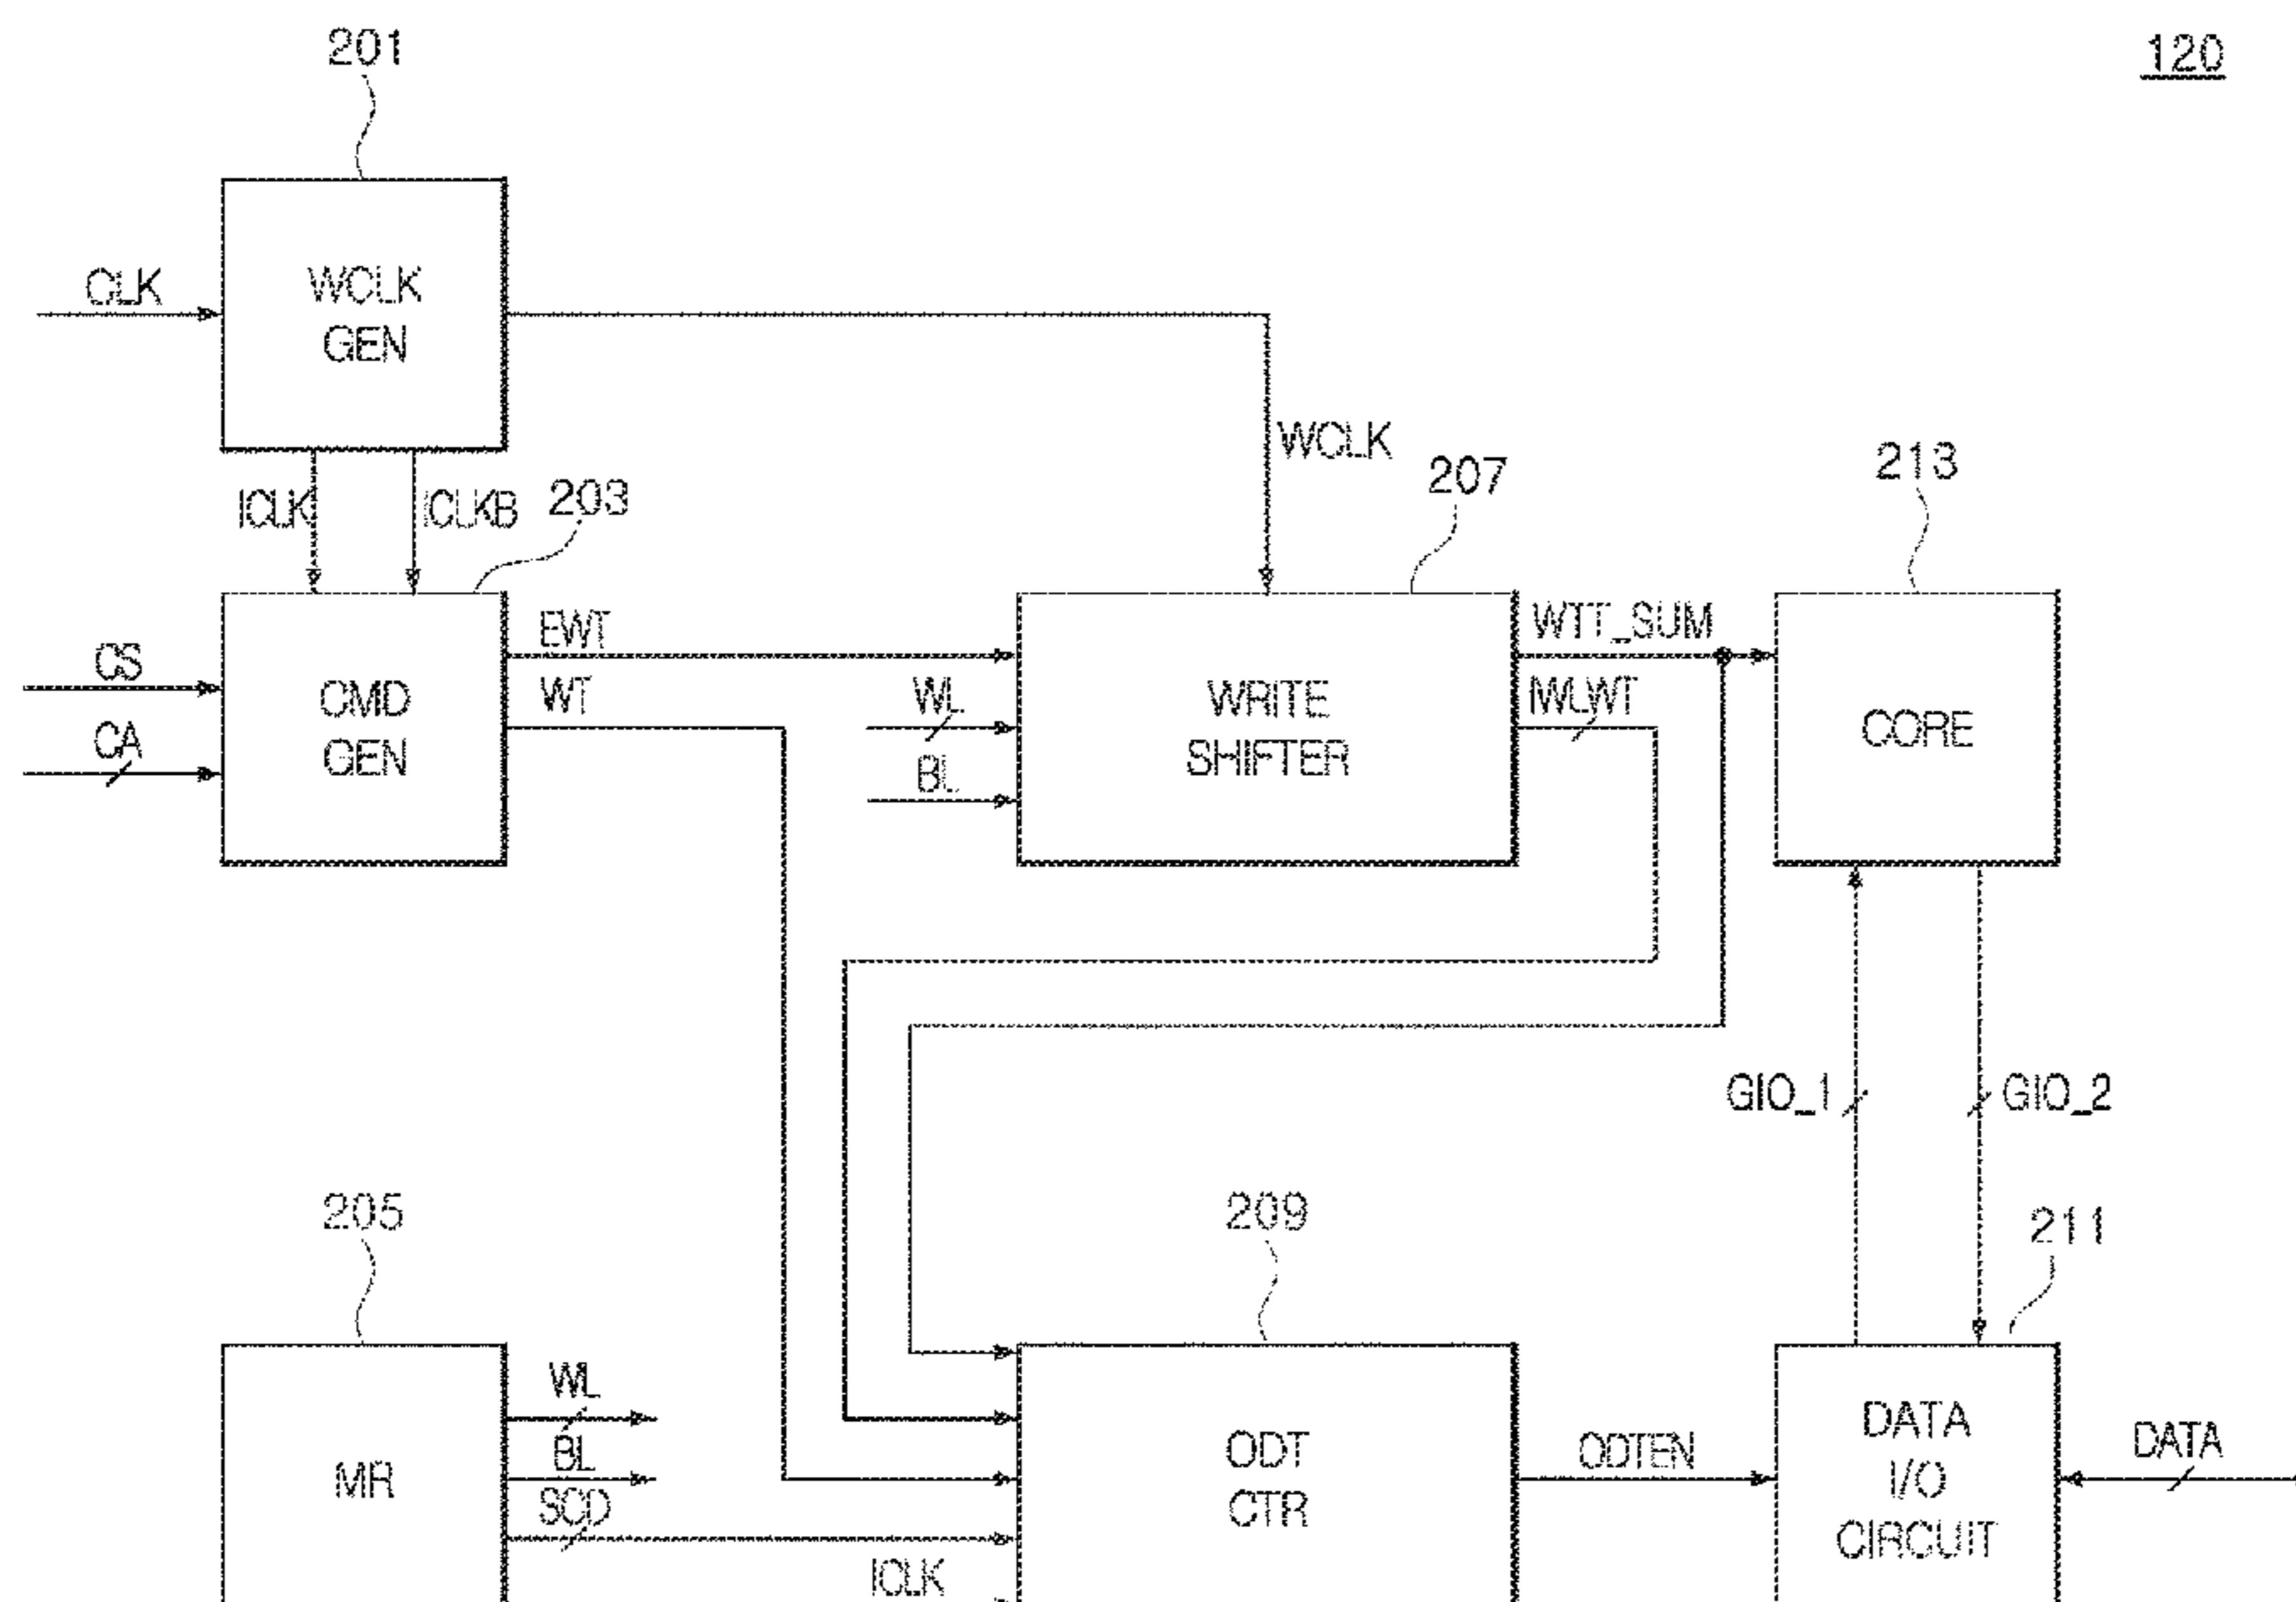 201
120
CLK
WCLK
GEN
WCLK
ICLK
ICLKB
203
207
213
CS
CA
CMD
GEN
EWT
WT
WL
BL
WRITE
SHIFTER
WTT_SUM
IWLWT
CORE
GIO_1
GIO_2
205
209
211
MR
WL
BL
SCD
ICLK
ODT
CTR
ODTEN
DATA
I/O
CIRCUIT
DATA